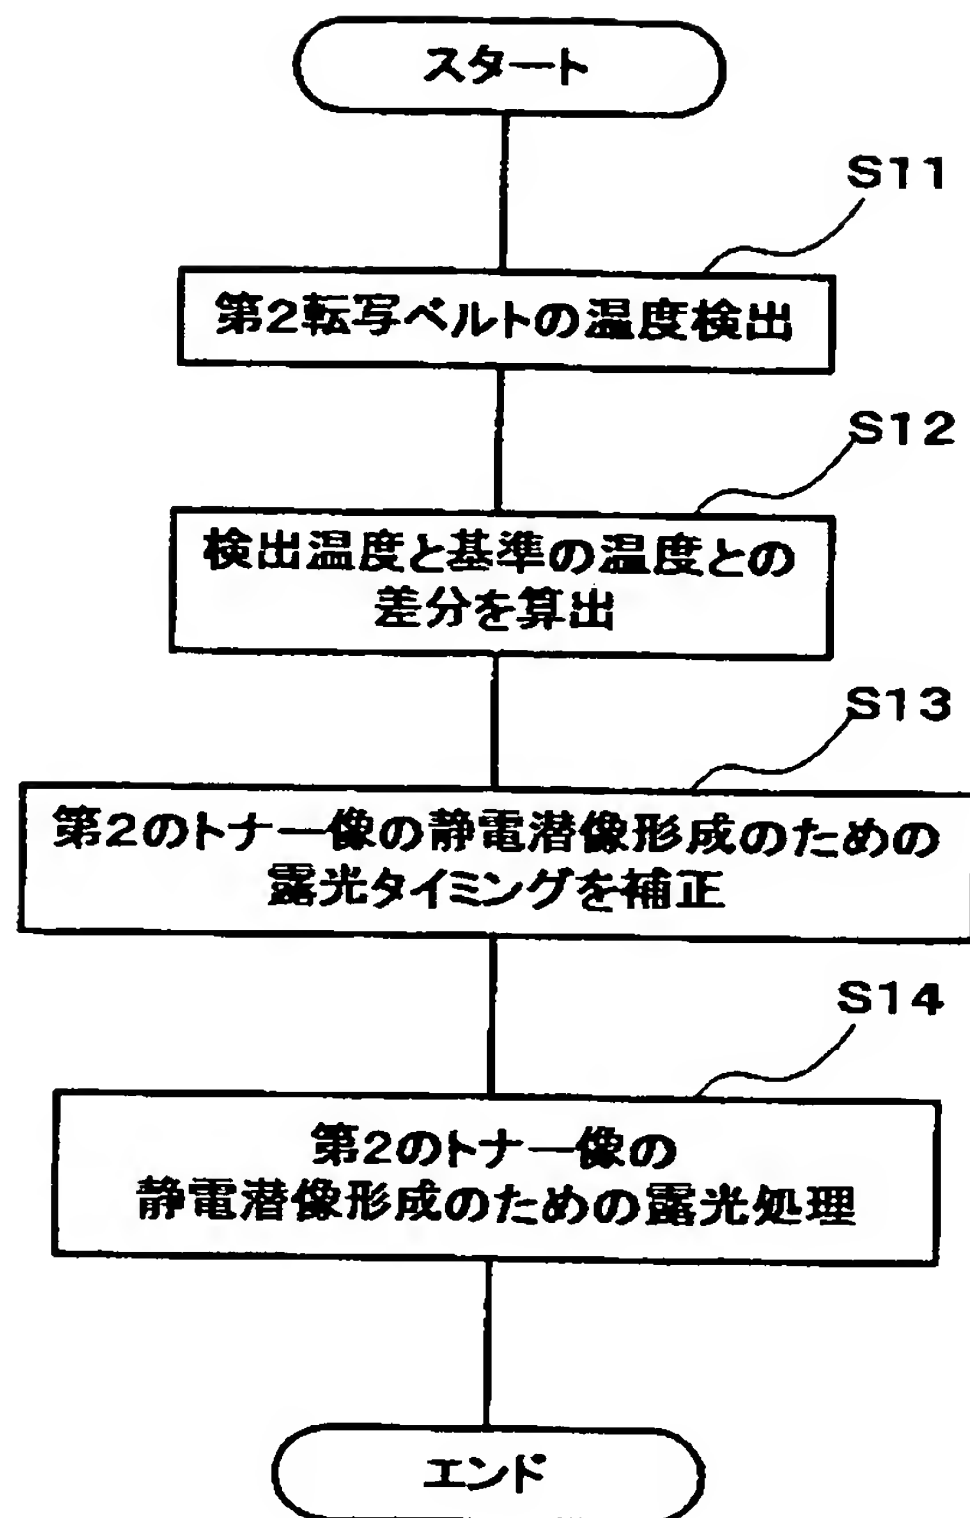 スタート
S11
第2転写ベルトの温度検出
S12
検出温度と基準の温度との
差分を算出
S13
第2のトナー像の静電潜像形成のための
露光タイミングを補正
S14
第2のトナー像の
静電潜像形成のための露光処理
エンド